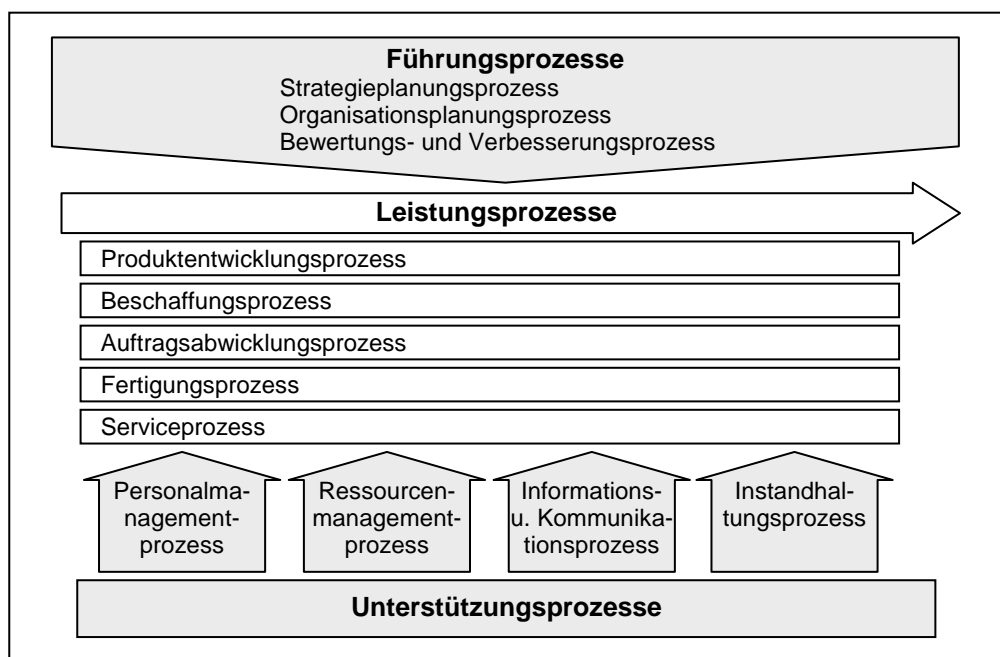 Führungsprozesse
Strategieplanungsprozess
Organisationsplanungsprozess
Bewertungs- und Verbesserungsprozess
Leistungsprozesse
Produktentwicklungsprozess
Beschaffungsprozess
Auftragsabwicklungsprozess
Fertigungsprozess
Serviceprozess
Personalma-
nagement-
prozess
Ressourcen-
management-
prozess
Informations-
u. Kommunika-
tionsprozess
Instandhal-
tungsprozess
Unterstützungsprozesse